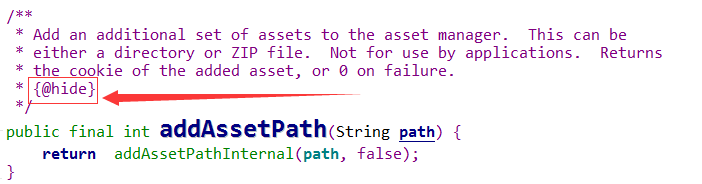 /**
* Add an additional set of assets to the asset manager.  This can be
* either a directory or ZIP file.  Not for use by applications.  Returns
* the cookie of the added asset, or 0 on failure.
* {@hide}
*/
public final int addAssetPath(String path) {
return  addAssetPathInternal(path, false);
}